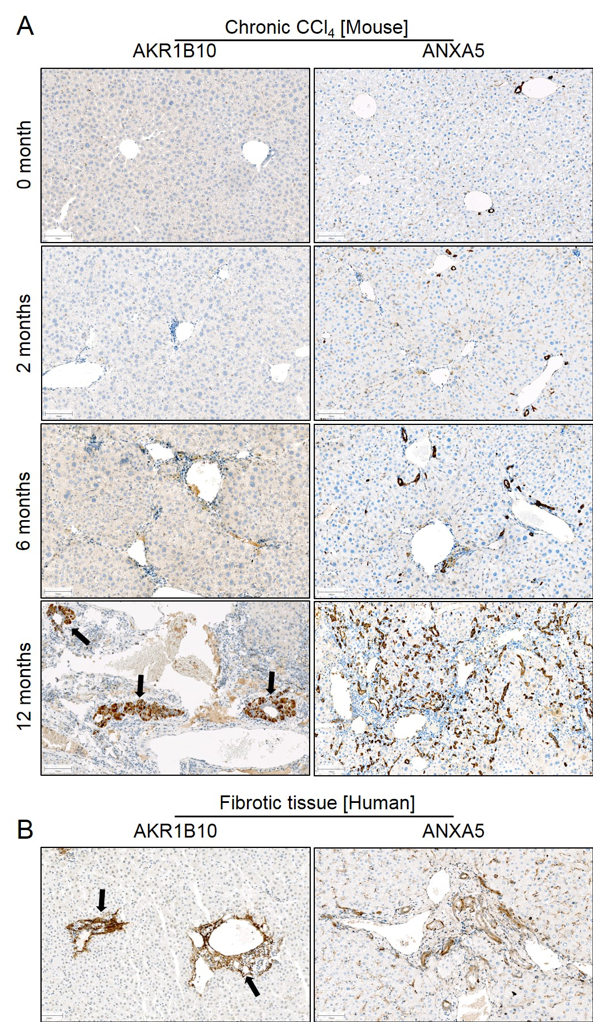 A
Chronic CCl₄ [Mouse]
AKR1B10 ANXA5
0 month
2 months
6 months
12 months
Fibrotic tissue [Human]
B
AKR1B10 ANXA5